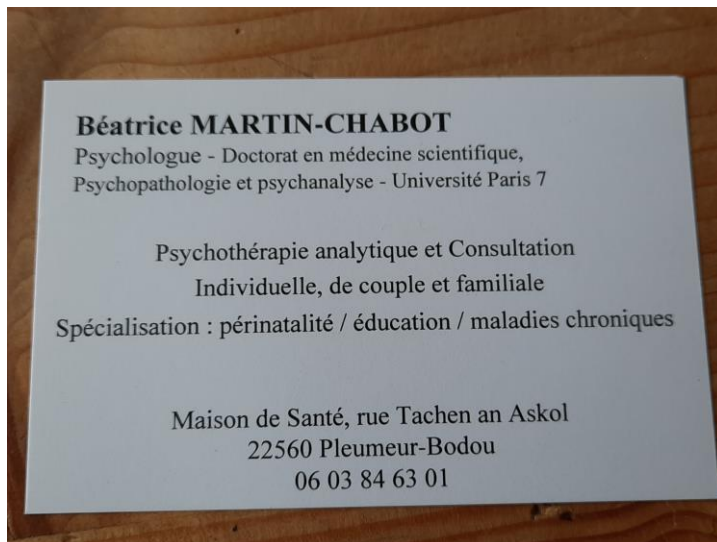 Béatrice MARTIN-CHABOT
Psychologue - Doctorat en médecine scientifique,
Psychopathologie et psychanalyse - Université Paris 7
Psychothérapie analytique et Consultation
Individuelle, de couple et familiale
Spécialisation : périnatalité / éducation / maladies chroniques
Maison de Santé, rue Tachen an Askol
22560 Pleumeur-Bodou
06 03 84 63 01